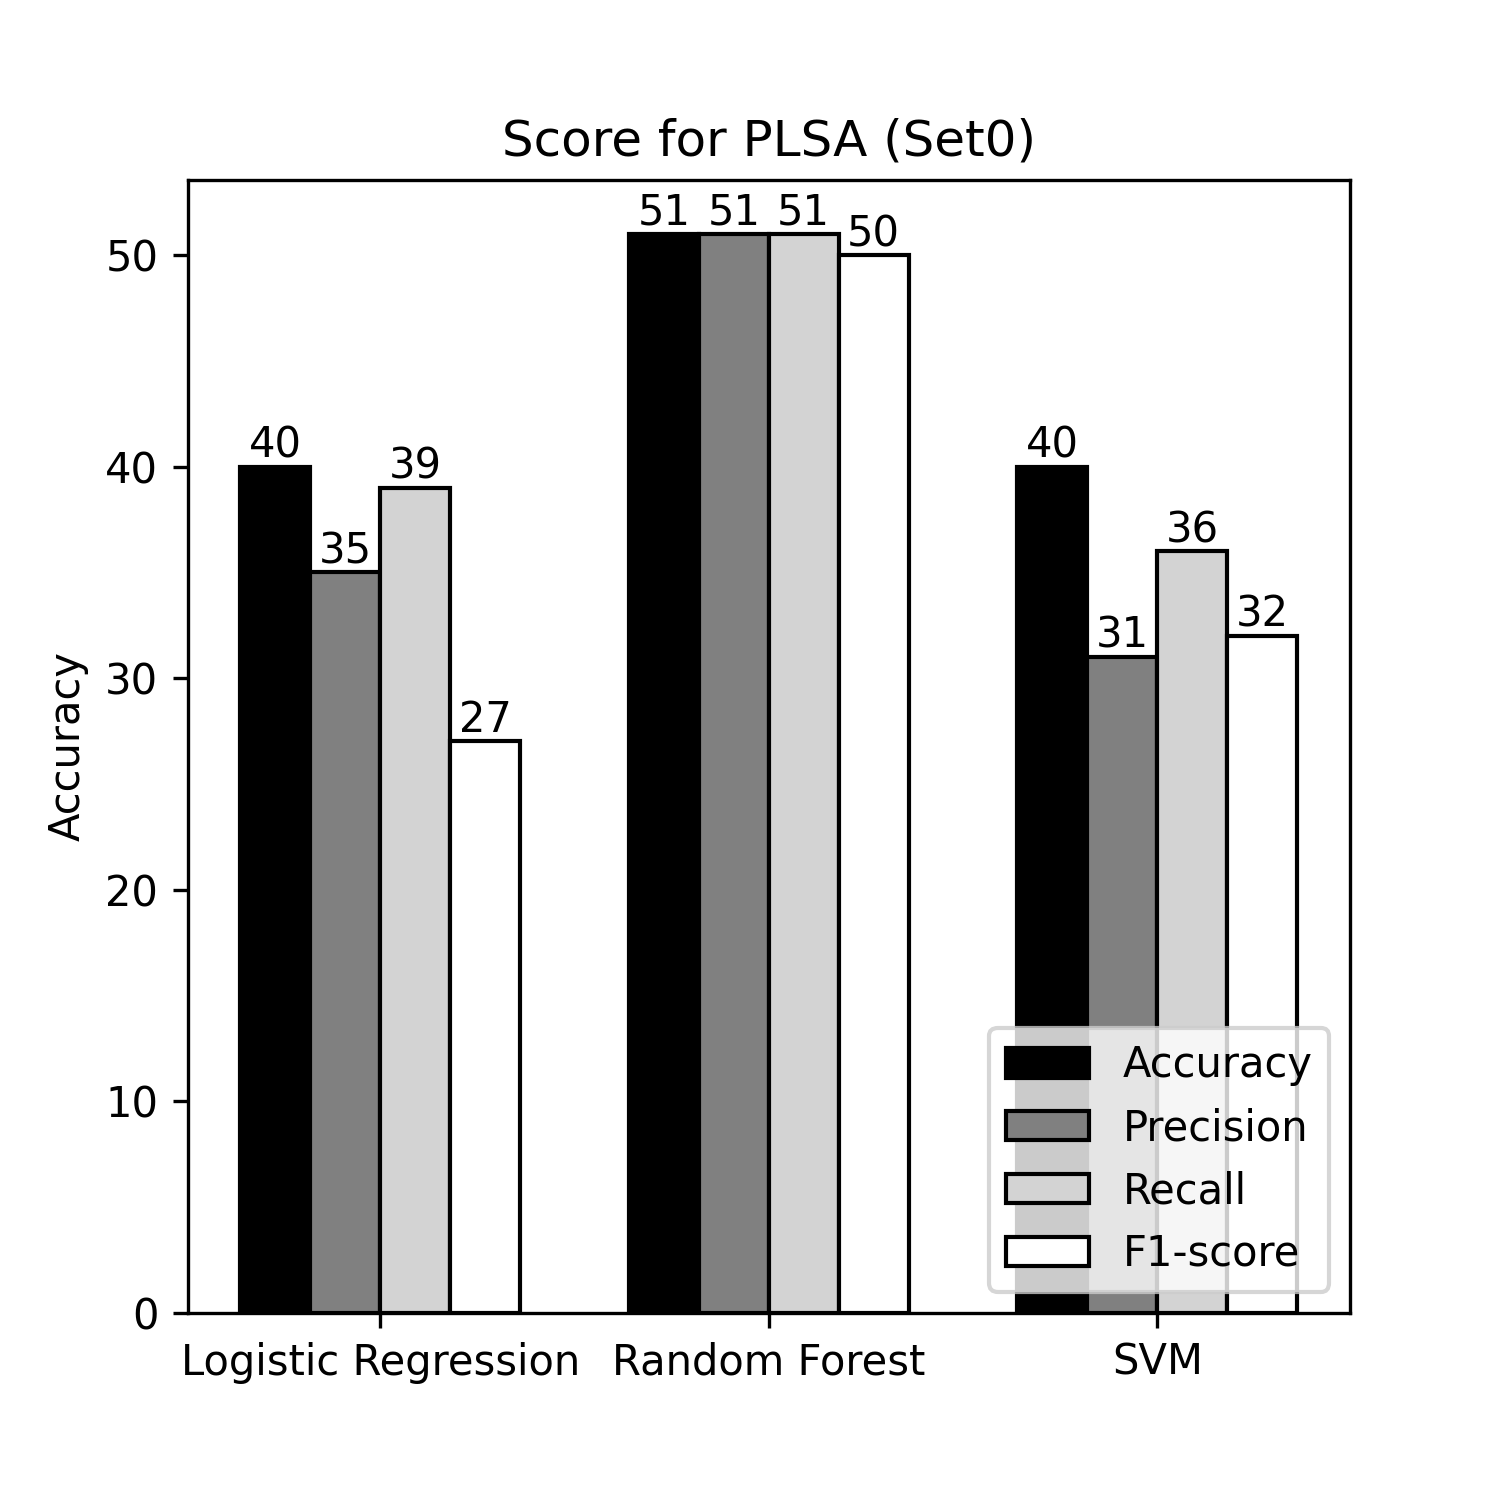 Score for PLSA (Set0)
Accuracy
50
40
30
20
10
0
40
35
39
27
51
51
51
50
40
31
36
32
Logistic Regression
Random Forest
SVM
Accuracy
Precision
Recall
F1-score